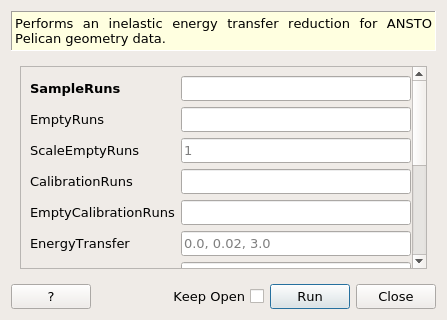 Performs an inelastic energy transfer reduction for ANSTO
Pelican geometry data.
SampleRuns
EmptyRuns
ScaleEmptyRuns 1
CalibrationRuns
EmptyCalibrationRuns
EnergyTransfer 0.0, 0.02, 3.0
? Keep Open Run Close